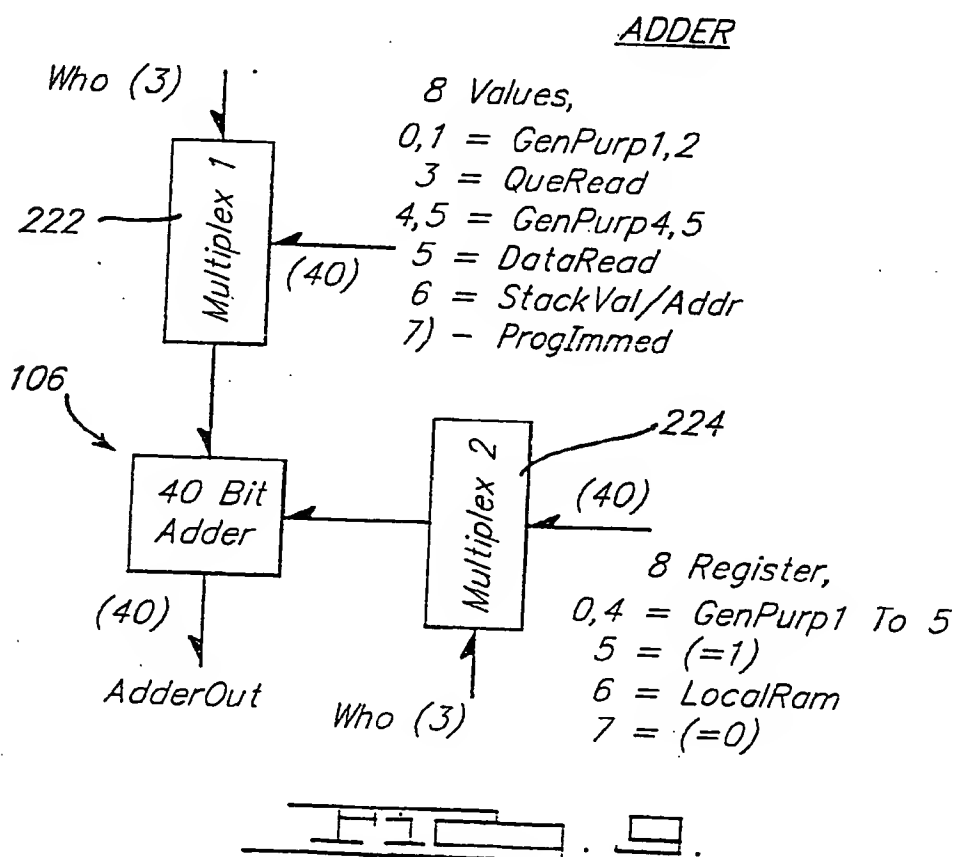 ADDER
Who (3)
8 Values,
0,1 = GenPurp1,2
3 = QueRead
4,5 = GenPurp4,5
5 = DataRead
6 = StackVal/Addr
7) - ProgImmed
222
Multiplex 1
(40)
106
40 Bit
Adder
Multiplex 2
224
(40)
(40)
AdderOut
Who (3)
8 Register,
0,4 = GenPurp1 To 5
5 = (=1)
6 = LocalRam
7 = (=0)